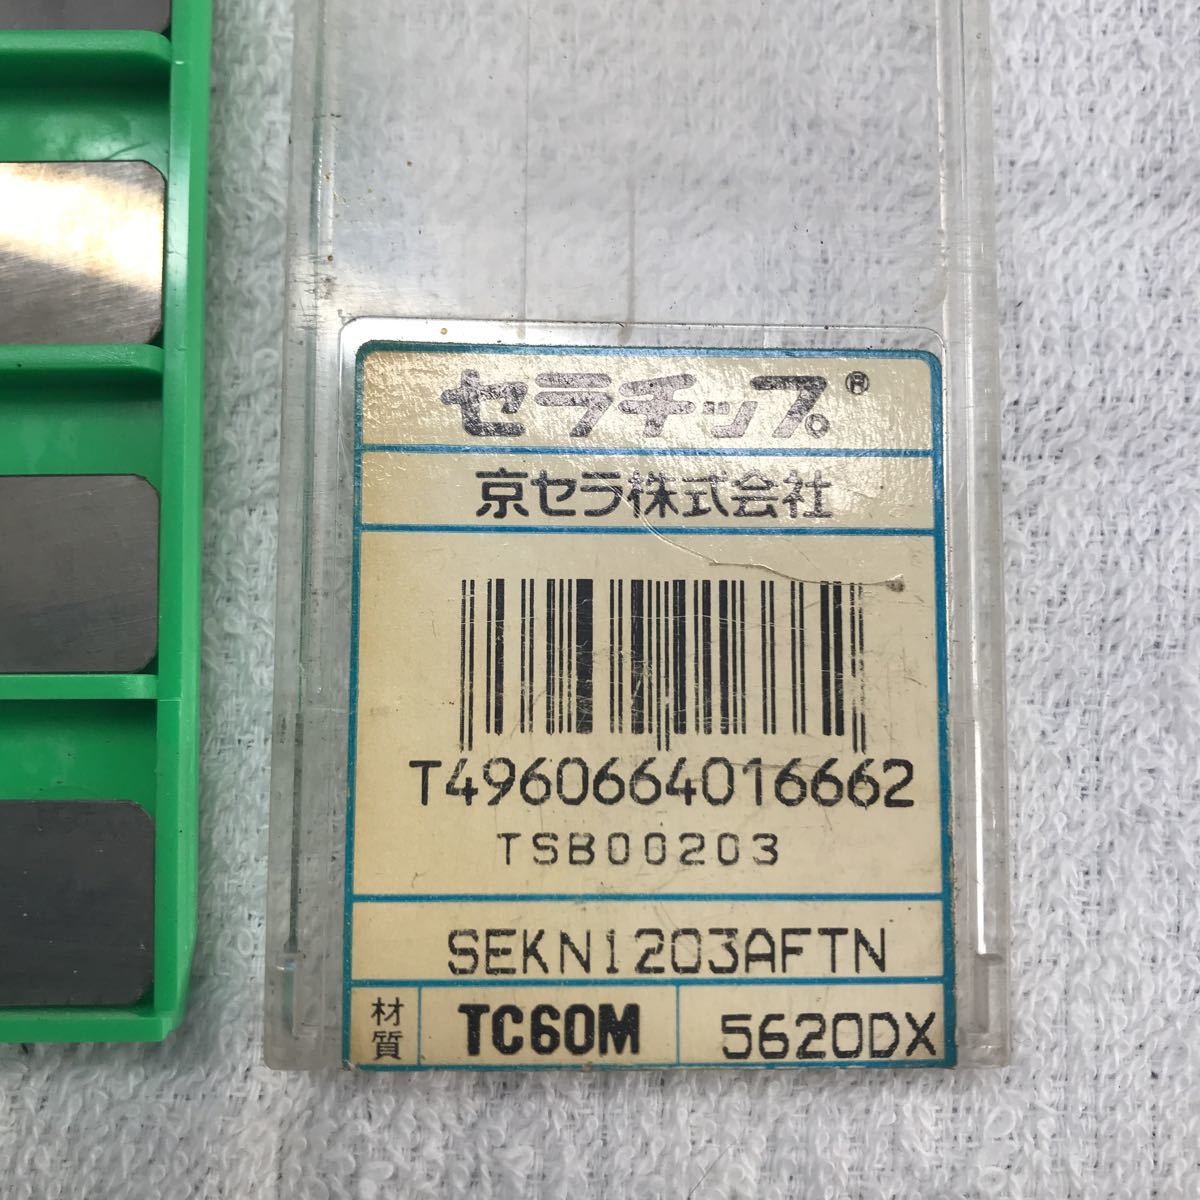 セラチップ®
京セラ株式会社
T4960664016662
TSB00203
SEKN1203AFTN
材質 TC60M 5620DX